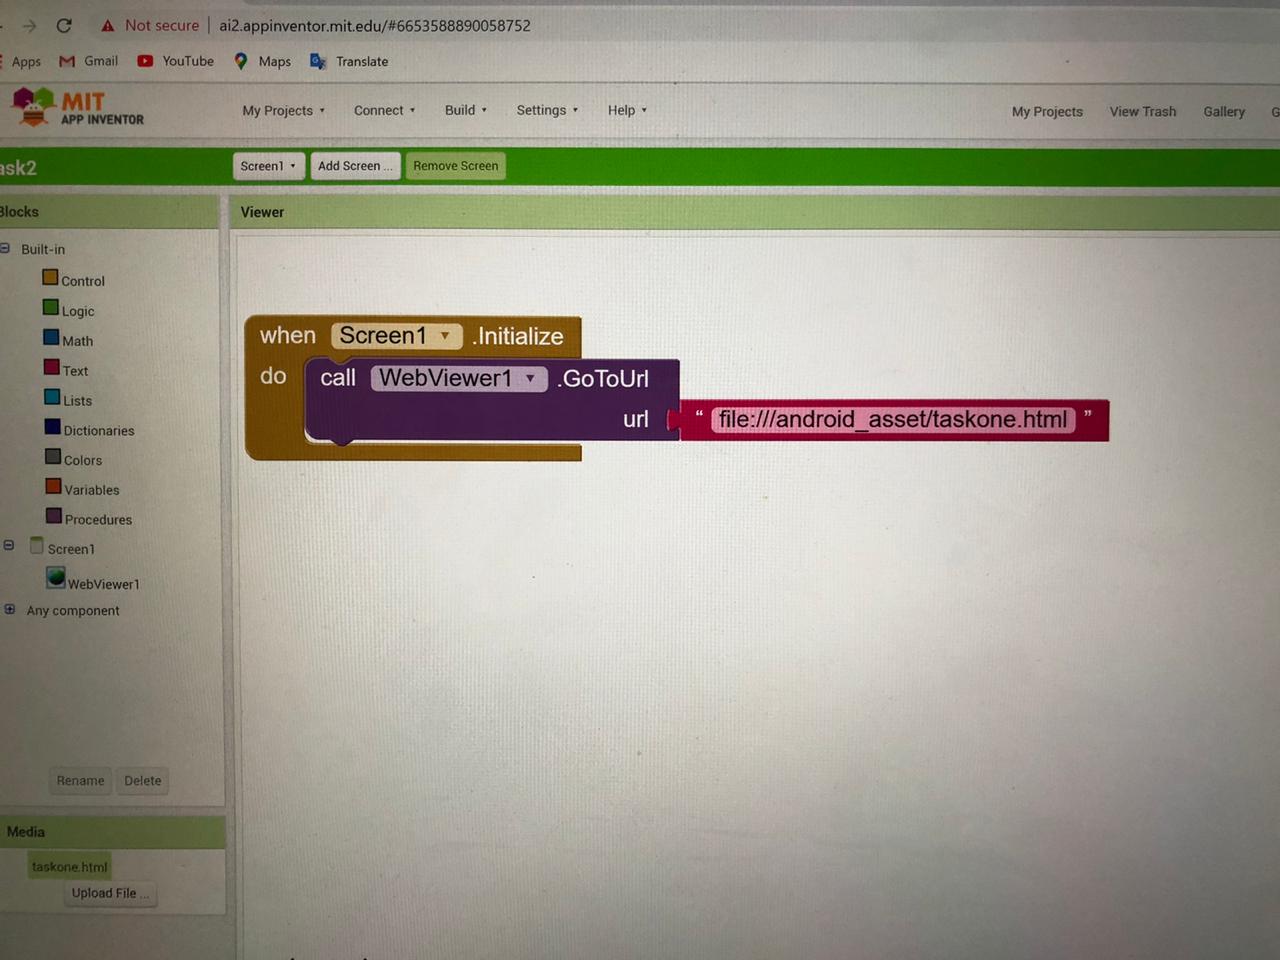 Not secure | ai2.appinventor.mit.edu/#6653588890058752
Apps Gmail YouTube Maps Translate
MIT
APP INVENTOR
My Projects Connect Build Settings Help My Projects View Trash Gallery G
ask2 Screen1 Add Screen ... Remove Screen
Blocks Viewer
Built-in
Control
Logic
Math
Text
Lists
Dictionaries
Colors
Variables
Procedures
Screen1
WebViewer1
Any component
when Screen1 .Initialize
do call WebViewer1 .GoToUrl
url “ file:///android_asset/taskone.html ”
Rename Delete
Media
taskone.html
Upload File ...